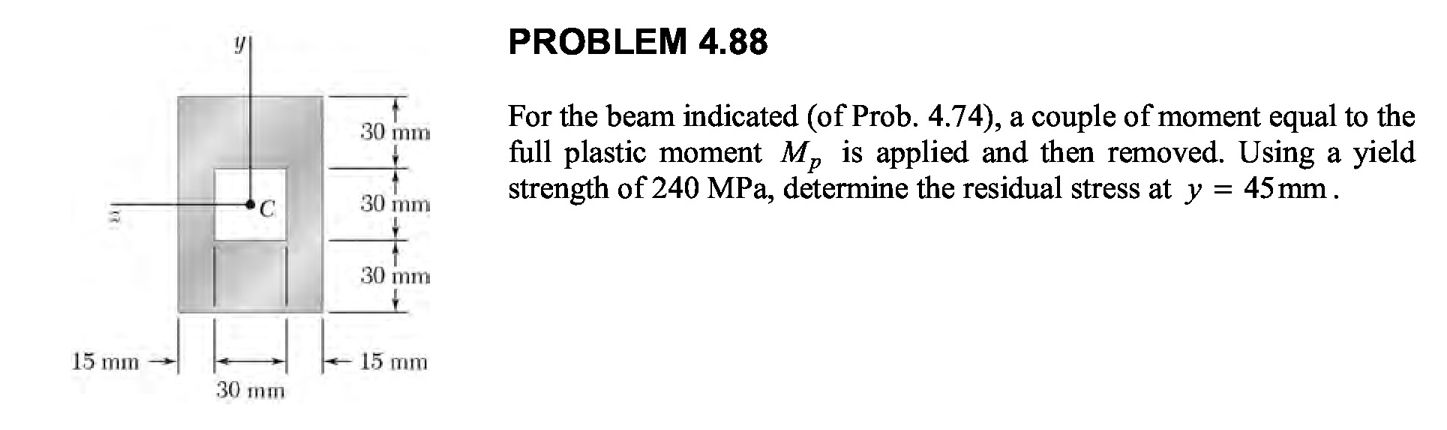 y
PROBLEM 4.88
For the beam indicated (of Prob. 4.74), a couple of moment equal to the
full plastic moment Mp is applied and then removed. Using a yield
strength of 240 MPa, determine the residual stress at y = 45 mm.
30 mm
z
C
30 mm
30 mm
15 mm
15 mm
30 mm